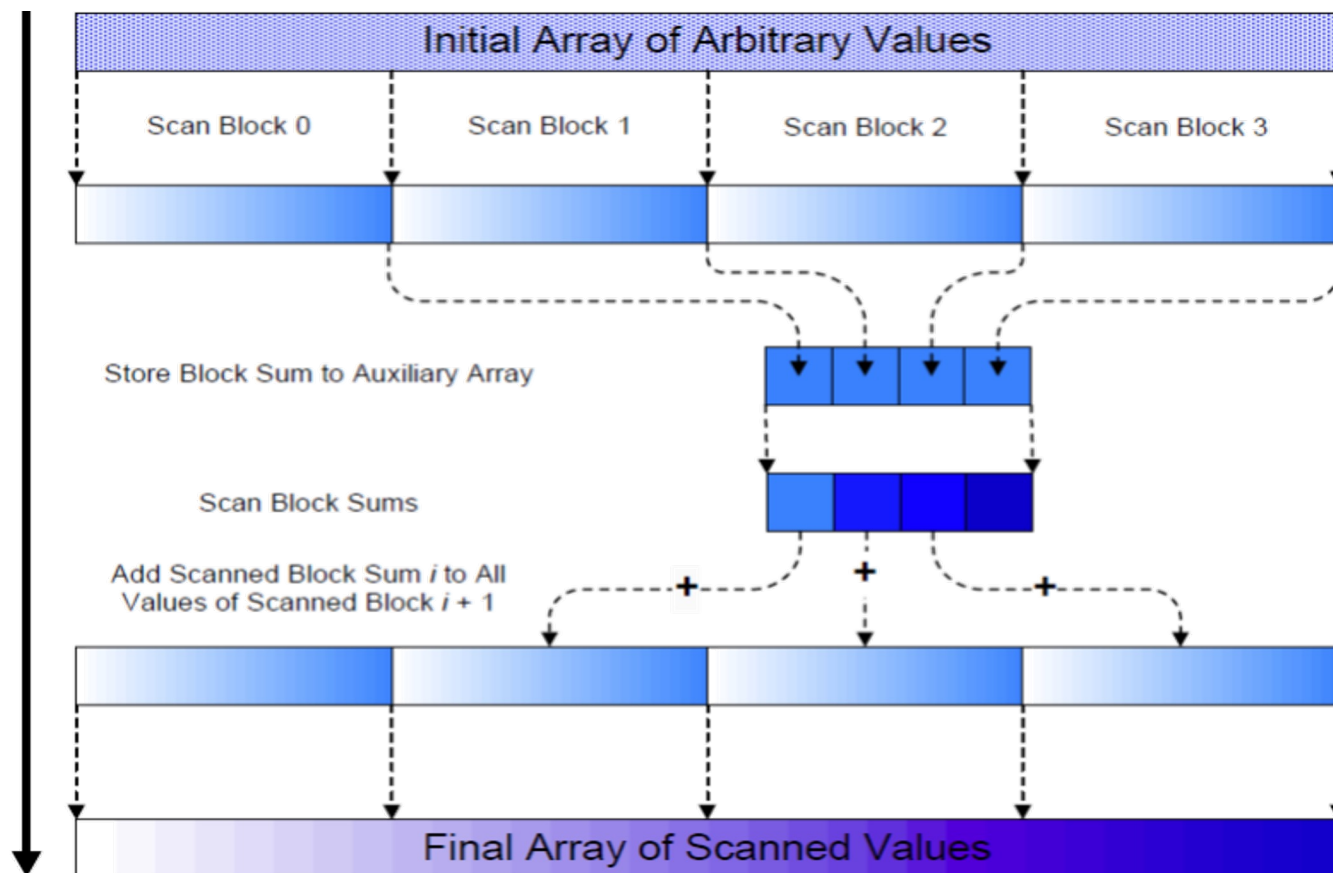 Initial Array of Arbitrary Values
Scan Block 0
Scan Block 1
Scan Block 2
Scan Block 3
Store Block Sum to Auxiliary Array
Scan Block Sums
Add Scanned Block Sum i to All
Values of Scanned Block i + 1
+
+
+
Final Array of Scanned Values